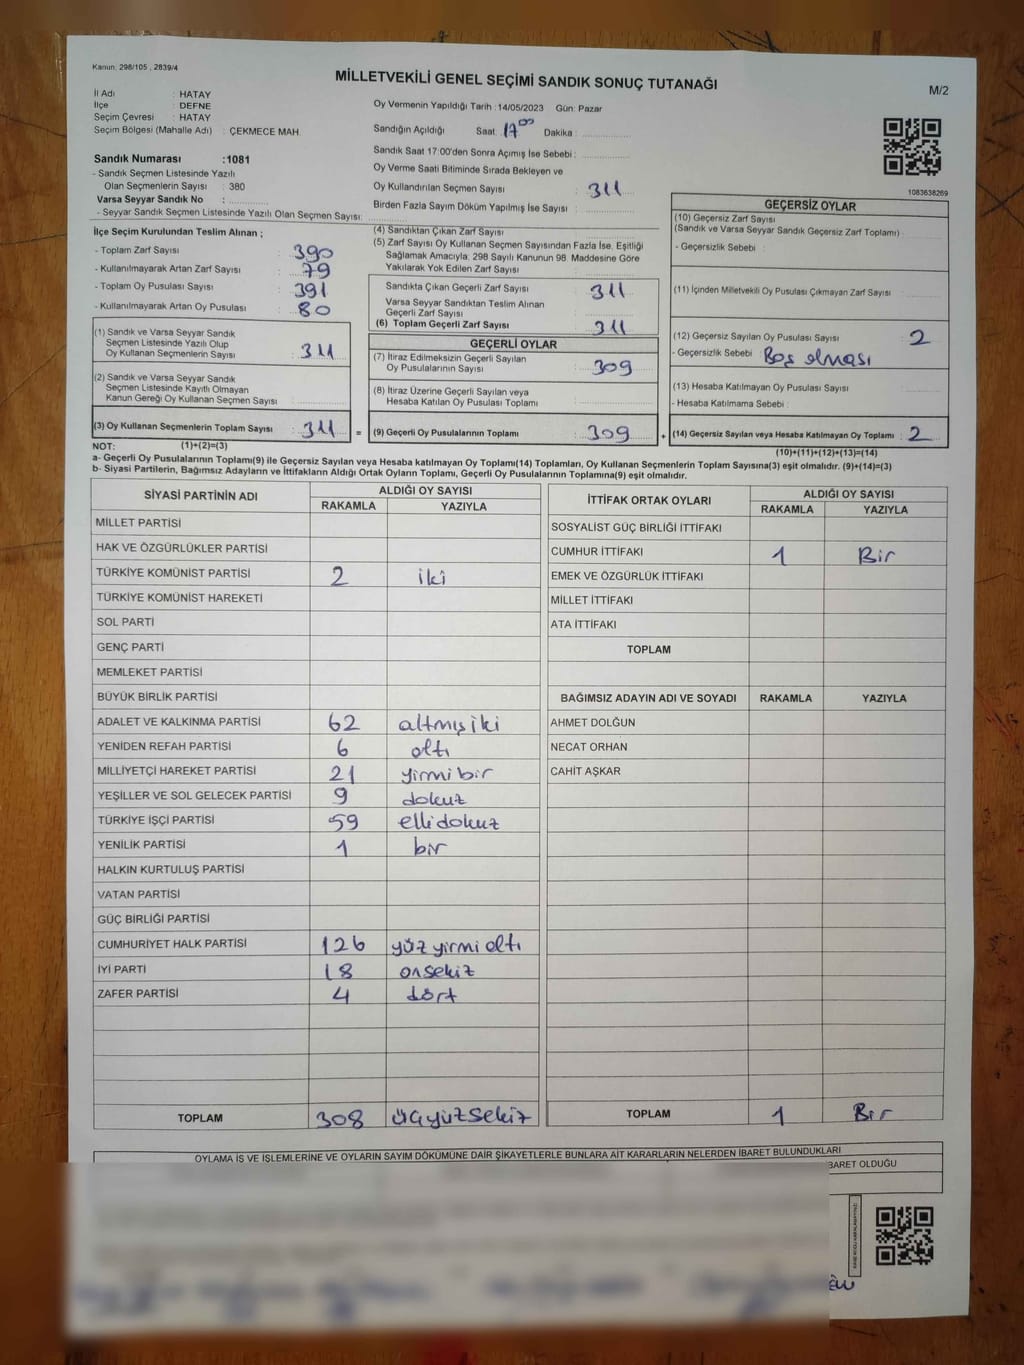 Kanun: 298/105 , 2839/4
MİLLETVEKİLİ GENEL SEÇİMİ SANDIK SONUÇ TUTANAĞI
M/2
İl Adı : HATAY
İlçe : DEFNE
Seçim Çevresi : HATAY
Seçim Bölgesi (Mahalle Adı) : ÇEKMECE MAH.
Sandık Numarası :1081
- Sandık Seçmen Listesinde Yazılı
Olan Seçmenlerin Sayısı : 380
Varsa Seyyar Sandık No :
- Seyyar Sandık Seçmen Listesinde Yazılı Olan Seçmen Sayısı:
Oy Vermenin Yapıldığı Tarih :14/05/2023 Gün: Pazar
Sandığın Açıldığı Saat: 17 00 Dakika :
Sandık Saat 17:00'den Sonra Açımış İse Sebebi :
Oy Verme Saati Bitiminde Sırada Bekleyen ve
Oy Kullandırılan Seçmen Sayısı : 311
Birden Fazla Sayım Döküm Yapılmış İse Sayısı :
1083638269
İlçe Seçim Kurulundan Teslim Alınan ;
- Toplam Zarf Sayısı : 390
- Kullanılmayarak Artan Zarf Sayısı : 79
- Toplam Oy Pusulası Sayısı : 391
- Kullanılmayarak Artan Oy Pusulası : 80
(1) Sandık ve Varsa Seyyar Sandık
Seçmen Listesinde Yazılı Olup
Oy Kullanan Seçmenlerin Sayısı : 311
(2) Sandık ve Varsa Seyyar Sandık
Seçmen Listesinde Kayıtlı Olmayan
Kanun Gereği Oy Kullanan Seçmen Sayısı :
(3) Oy Kullanan Seçmenlerin Toplam Sayısı : 311
(4) Sandıktan Çıkan Zarf Sayısı :
(5) Zarf Sayısı Oy Kullanan Seçmen Sayısından Fazla İse, Eşitliği
Sağlamak Amacıyla, 298 Sayılı Kanunun 98. Maddesine Göre
Yakılarak Yok Edilen Zarf Sayısı :
Sandıkta Çıkan Geçerli Zarf Sayısı : 311
Varsa Seyyar Sandıktan Teslim Alınan
Geçerli Zarf Sayısı :
(6) Toplam Geçerli Zarf Sayısı : 311
GEÇERLİ OYLAR
(7) İtiraz Edilmeksizin Geçerli Sayılan
Oy Pusulalarının Sayısı : 309
(8) İtiraz Üzerine Geçerli Sayılan veya
Hesaba Katılan Oy Pusulası Toplamı :
= (9) Geçerli Oy Pusulalarının Toplamı : 309 +
GEÇERSİZ OYLAR
(10) Geçersiz Zarf Sayısı
(Sandık ve Varsa Seyyar Sandık Geçersiz Zarf Toplamı) :
- Geçersizlik Sebebi :
(11) İçinden Milletvekili Oy Pusulası Çıkmayan Zarf Sayısı :
(12) Geçersiz Sayılan Oy Pusulası Sayısı : 2
- Geçersizlik Sebebi : Boş olması
(13) Hesaba Katılmayan Oy Pusulası Sayısı :
- Hesaba Katılmama Sebebi :
(14) Geçersiz Sayılan veya Hesaba Katılmayan Oy Toplamı : 2
NOT: (1)+(2)=(3)
(10)+(11)+(12)+(13)=(14)
a- Geçerli Oy Pusulalarının Toplamı(9) ile Geçersiz Sayılan veya Hesaba katılmayan Oy Toplamı(14) Toplamları, Oy Kullanan Seçmenlerin Toplam Sayısına(3) eşit olmalıdır. (9)+(14)=(3)
b- Siyasi Partilerin, Bağımsız Adayların ve İttifakların Aldığı Ortak Oyların Toplamı, Geçerli Oy Pusulalarının Toplamına(9) eşit olmalıdır.
SİYASİ PARTİNİN ADI ALDIĞI OY SAYISI
RAKAMLA YAZIYLA
MİLLET PARTİSİ
HAK VE ÖZGÜRLÜKLER PARTİSİ
TÜRKİYE KOMÜNİST PARTİSİ 2 iki
TÜRKİYE KOMÜNİST HAREKETİ
SOL PARTİ
GENÇ PARTİ
MEMLEKET PARTİSİ
BÜYÜK BİRLİK PARTİSİ
ADALET VE KALKINMA PARTİSİ 62 altmış iki
YENİDEN REFAH PARTİSİ 6 altı
MİLLİYETÇİ HAREKET PARTİSİ 21 yirmi bir
YEŞİLLER VE SOL GELECEK PARTİSİ 9 dokuz
TÜRKİYE İŞÇİ PARTİSİ 59 elli dokuz
YENİLİK PARTİSİ 1 bir
HALKIN KURTULUŞ PARTİSİ
VATAN PARTİSİ
GÜÇ BİRLİĞİ PARTİSİ
CUMHURİYET HALK PARTİSİ 126 yüz yirmi altı
İYİ PARTİ 18 onsekiz
ZAFER PARTİSİ 4 dört
TOPLAM 308 üçyüzsekiz
İTTİFAK ORTAK OYLARI ALDIĞI OY SAYISI
RAKAMLA YAZIYLA
SOSYALİST GÜÇ BİRLİĞİ İTTİFAKI
CUMHUR İTTİFAKI 1 Bir
EMEK VE ÖZGÜRLÜK İTTİFAKI
MİLLET İTTİFAKI
ATA İTTİFAKI
TOPLAM
BAĞIMSIZ ADAYIN ADI VE SOYADI RAKAMLA YAZIYLA
AHMET DOLĞUN
NECAT ORHAN
CAHİT AŞKAR
TOPLAM 1 Bir
OYLAMA İŞ VE İŞLEMLERİNE VE OYLARIN SAYIM DÖKÜMÜNE DAİR ŞİKAYETLERLE BUNLARA AİT KARARLARIN NELERDEN İBARET BULUNDUKLARI
BARET OLDUĞU